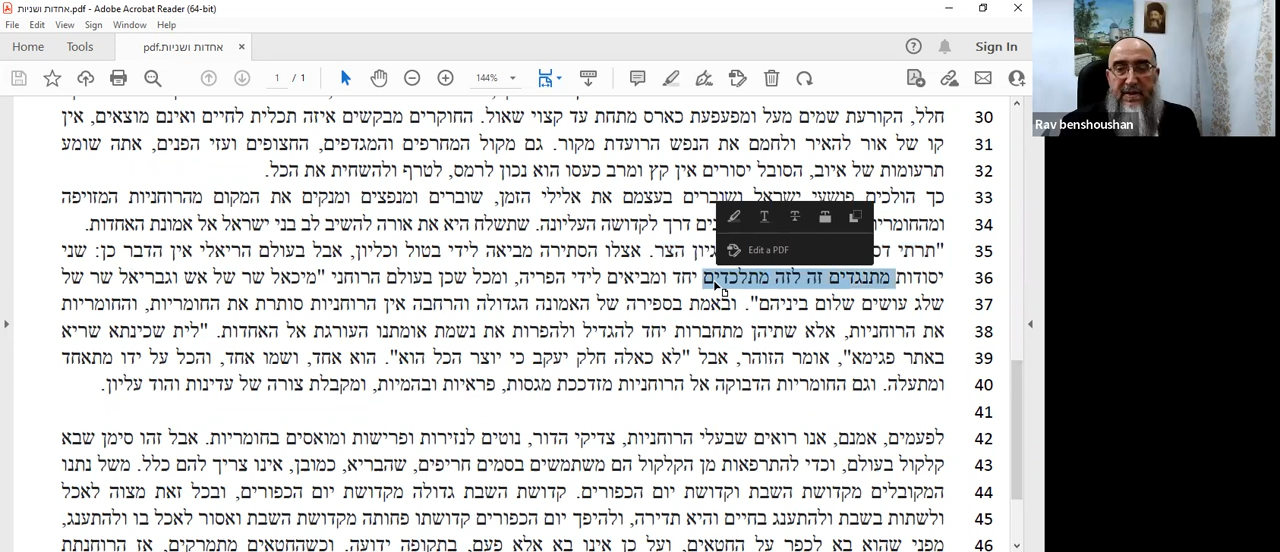 אחדות ושניות.pdf - Adobe Acrobat Reader (64-bit)
File Edit View Sign Window Help
Home Tools אחדות ושניות.pdf × Sign In
1 / 1 144%
Rav benshoushan
חלל, הקורעת שמים מעל ומפעפעת כארס מתחת עד קצוי שאול. החוקרים מבקשים איזה תכלית לחיים ואינם מוצאים, אין 30
קו של אור להאיר ולחמם את הנפש הרועדת מקור. גם מקול המחרפים והמגדפים, החצופים ועזי הפנים, אתה שומע 31
תרעומות של איוב, הסובל יסורים אין קץ ומרב כעסו הוא נכון לרמס, לטרף ולהשחית את הכל. 32
כך הולכים פושעי ישראל ושוברים בעצמם את אלילי הזמן, שוברים ומנפצים ומנקים את המקום מהרוחניות המזויפה 33
ומהחומריות דרך לקדושה העליונה. שתשלח היא את אורה להשיב לב בני ישראל אל אמונת האחדות. 34
"תרתי הגיון הצר. אצלו הסתירה מביאה לידי בטול וכליון, אבל בעולם הריאלי אין הדבר כן: שני 35
יסודות מתנגדים זה לזה מתלכדים יחד ומביאים לידי הפריה, ומכל שכן בעולם הרוחני "מיכאל שר של אש וגבריאל שר של 36
שלג עושים שלום ביניהם". ובאמת בספירה של האמונה הגדולה והרחבה אין הרוחניות סותרת את החומריות, והחומריות 37
את הרוחניות, אלא שתיהן מתחברות יחד להגדיל ולהפרות את נשמת אומתנו העורגת אל האחדות. "לית שכינתא שריא 38
באתר פגימא", אומר הזוהר, אבל "לא כאלה חלק יעקב כי יוצר הכל הוא". הוא אחד, ושמו אחד, והכל על ידו מתאחד 39
ומתעלה. וגם החומריות הדבוקה אל הרוחניות מזדככת מגסות, פראיות ובהמיות, ומקבלת צורה של עדינות והוד עליון. 40
41
לפעמים, אמנם, אנו רואים שבעלי הרוחניות, צדיקי הדור, נוטים לנזירות ופרישות ומואסים בחומריות. אבל זהו סימן שבא 42
קלקול בעולם, וכדי להתרפאות מן הקלקול הם משתמשים בסמים חריפים, שהבריא, כמובן, אינו צריך להם כלל. משל נתנו 43
המקובלים מקדושת השבת וקדושת יום הכפורים. קדושת השבת גדולה מקדושת יום הכפורים, ובכל זאת מצוה לאכל 44
ולשתות בשבת ולהתענג בחיים והיא תדירה, ולהיפך יום הכפורים קדושתו פחותה מקדושת השבת ואסור לאכל בו ולהתענג, 45
מפני שהוא בא לכפר על החטאים, ועל כן אינו בא אלא פעם, בתקופה ידועה. וכשהחטאים מתמרקים, אז הרוחנת 46
Edit a PDF